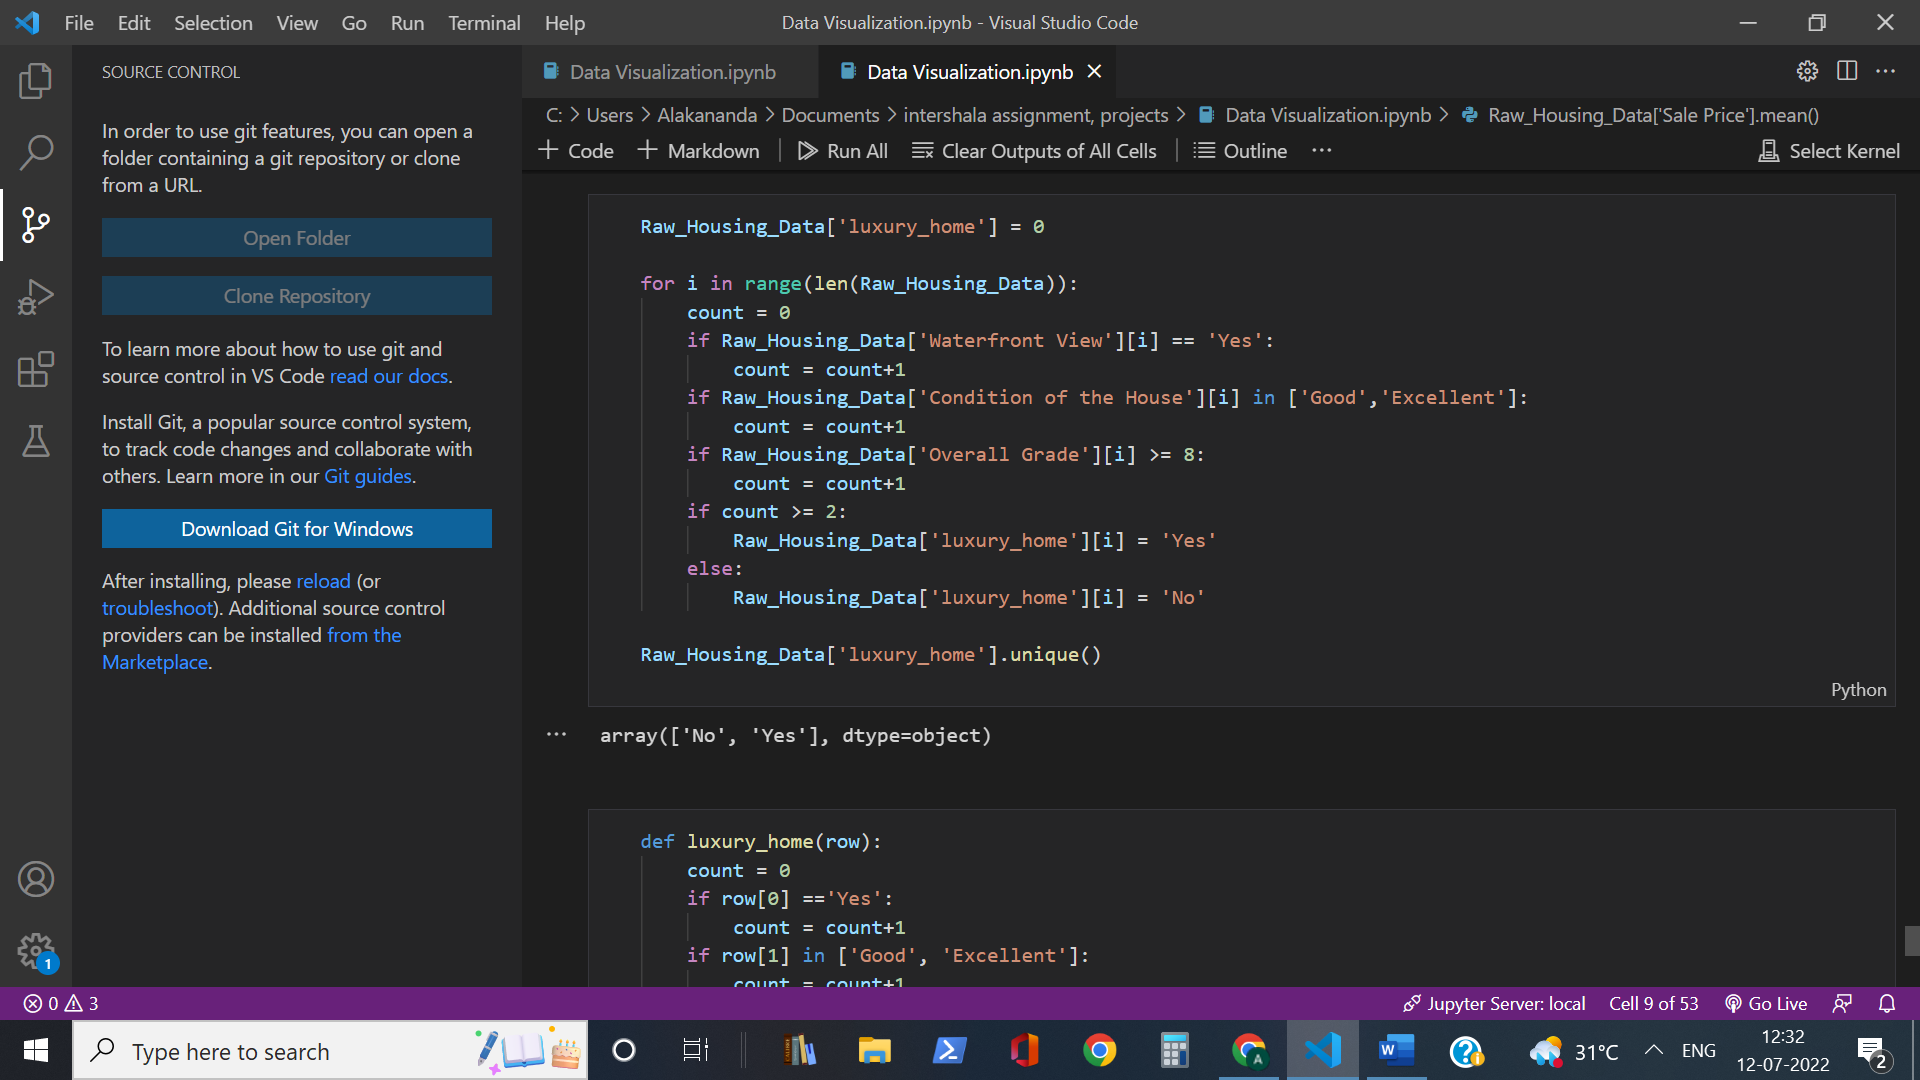 File Edit Selection View Go Run Terminal Help
Data Visualization.ipynb - Visual Studio Code
SOURCE CONTROL
In order to use git features, you can open a
folder containing a git repository or clone
from a URL.
Open Folder
Clone Repository
To learn more about how to use git and
source control in VS Code read our docs.
Install Git, a popular source control system,
to track code changes and collaborate with
others. Learn more in our Git guides.
Download Git for Windows
After installing, please reload (or
troubleshoot). Additional source control
providers can be installed from the
Marketplace.
1
Data Visualization.ipynb
Data Visualization.ipynb
C: > Users > Alakananda > Documents > intershala assignment, projects > Data Visualization.ipynb > Raw_Housing_Data['Sale Price'].mean()
+ Code + Markdown Run All Clear Outputs of All Cells Outline ... Select Kernel
Raw_Housing_Data['luxury_home'] = 0
for i in range(len(Raw_Housing_Data)):
    count = 0
    if Raw_Housing_Data['Waterfront View'][i] == 'Yes':
        count = count+1
    if Raw_Housing_Data['Condition of the House'][i] in ['Good','Excellent']:
        count = count+1
    if Raw_Housing_Data['Overall Grade'][i] >= 8:
        count = count+1
    if count >= 2:
        Raw_Housing_Data['luxury_home'][i] = 'Yes'
    else:
        Raw_Housing_Data['luxury_home'][i] = 'No'
Raw_Housing_Data['luxury_home'].unique()
Python
... array(['No', 'Yes'], dtype=object)
def luxury_home(row):
    count = 0
    if row[0] =='Yes':
        count = count+1
    if row[1] in ['Good', 'Excellent']:
        count = count+1
0 3
Jupyter Server: local Cell 9 of 53 Go Live
Type here to search
31°C ENG
12:32
12-07-2022
2